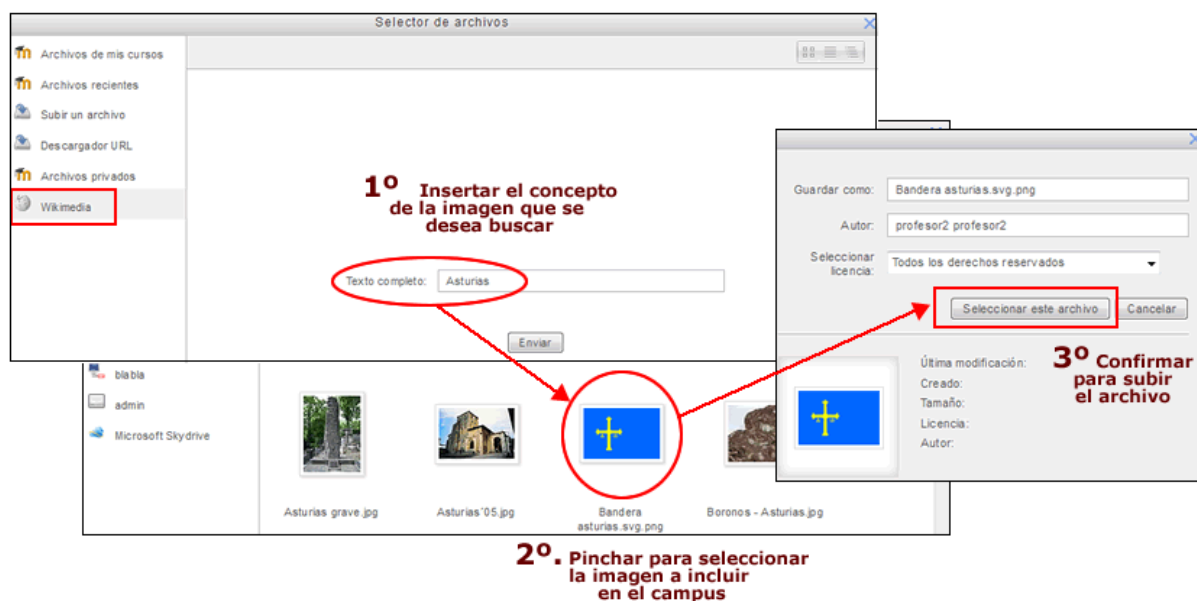 Selector de archivos
Archivos de mis cursos
Archivos recientes
Subir un archivo
Descargador URL
Archivos privados
Wikimedia
1º Insertar el concepto
de la imagen que se
desea buscar
Texto completo: Asturias
Enviar
blabla
admin
Microsoft Skydrive
Asturias grave.jpg
Asturias'05.jpg
Bandera
asturias.svg.png
Boronos - Asturias.jpg
2º. Pinchar para seleccionar
la imagen a incluir
en el campus
Guardar como: Bandera asturias.svg.png
Autor: profesor2 profesor2
Seleccionar
licencia: Todos los derechos reservados
Seleccionar este archivo
Cancelar
Última modificación:
Creado:
Tamaño:
Licencia:
Autor:
3º Confirmar
para subir
el archivo